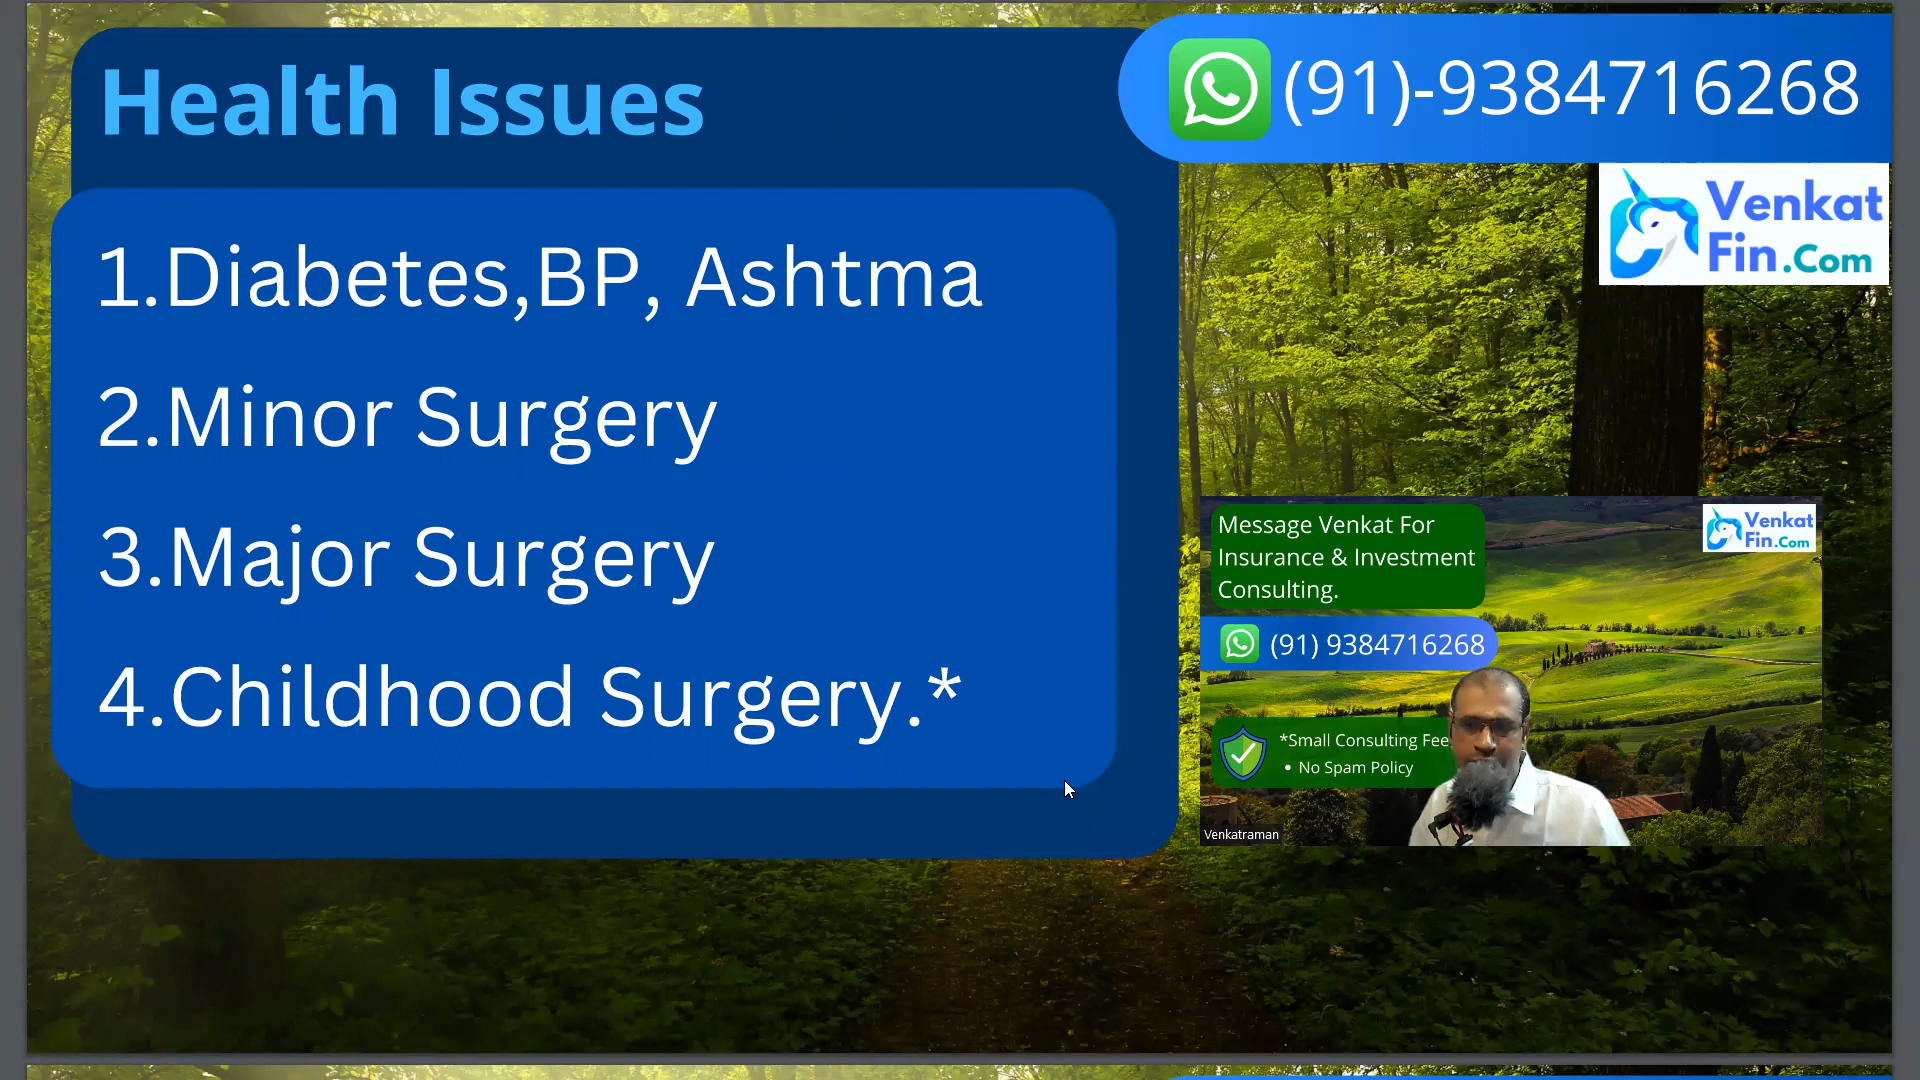 Health Issues
(91)-9384716268
Venkat
Fin.Com
1.Diabetes,BP, Ashtma
2.Minor Surgery
3.Major Surgery
4.Childhood Surgery.*
Message Venkat For
Insurance & Investment
Consulting.
Venkat
Fin.Com
(91) 9384716268
*Small Consulting Fee
• No Spam Policy
Venkatraman